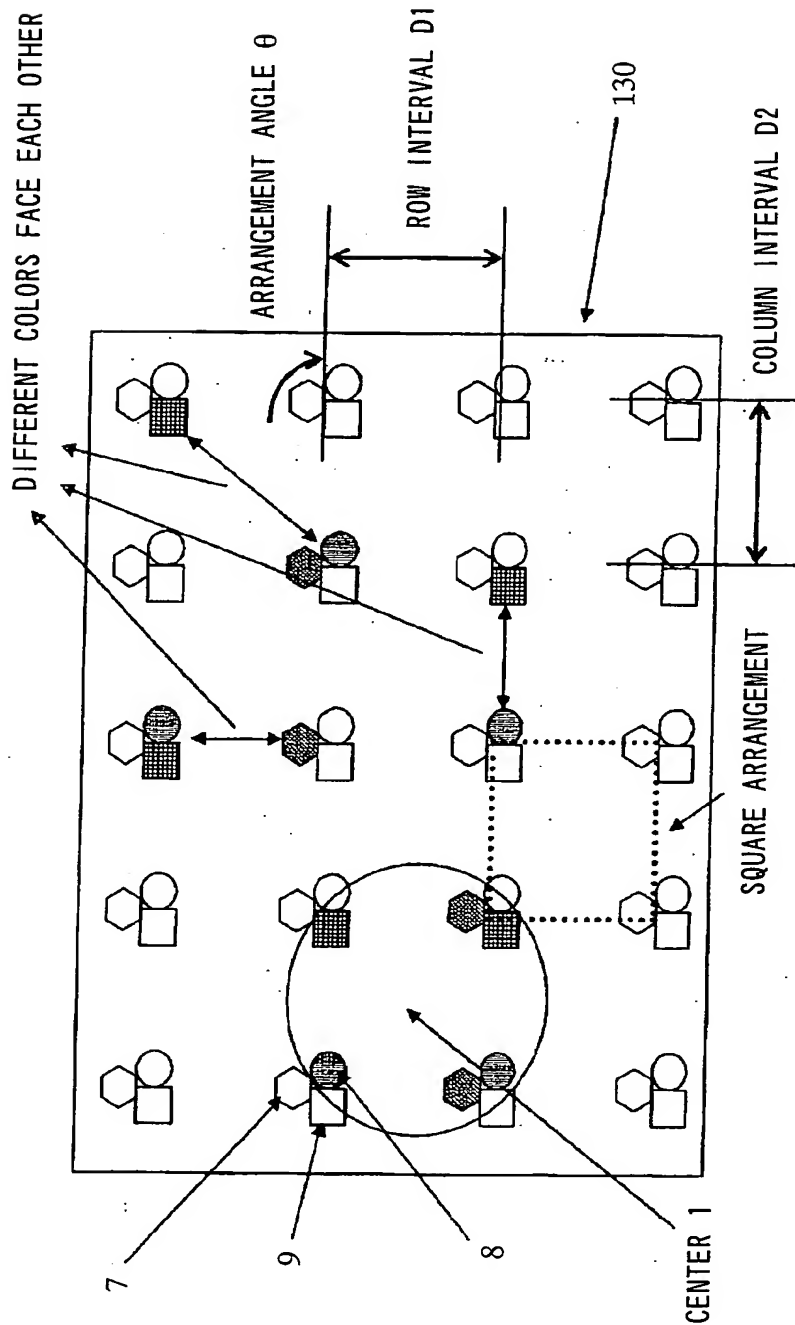 DIFFERENT COLORS FACE EACH OTHER
ARRANGEMENT ANGLE θ
ROW INTERVAL D1
130
COLUMN INTERVAL D2
SQUARE ARRANGEMENT
7
9
8
CENTER 1